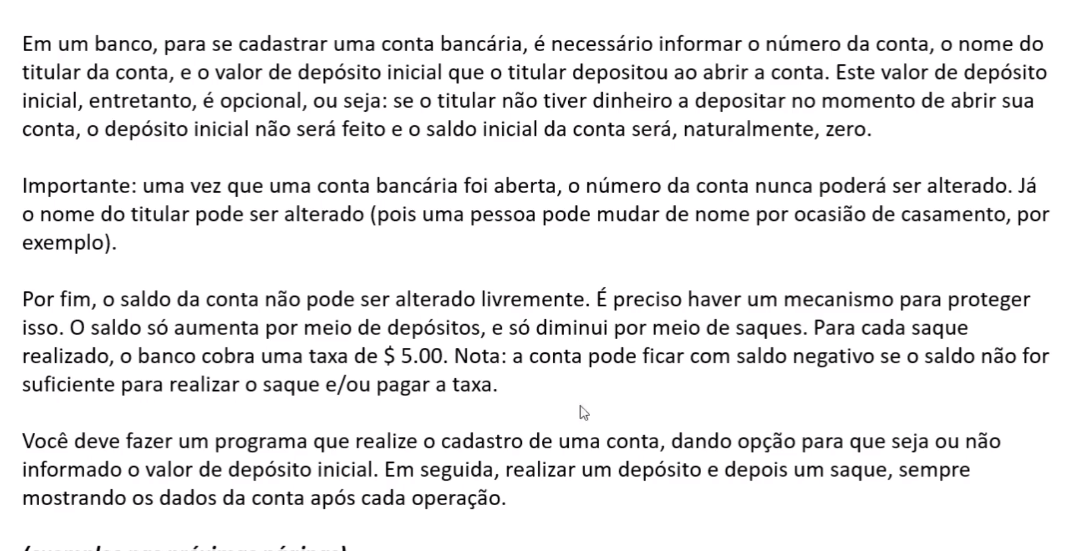 Em um banco, para se cadastrar uma conta bancária, é necessário informar o número da conta, o nome do
titular da conta, e o valor de depósito inicial que o titular depositou ao abrir a conta. Este valor de depósito
inicial, entretanto, é opcional, ou seja: se o titular não tiver dinheiro a depositar no momento de abrir sua
conta, o depósito inicial não será feito e o saldo inicial da conta será, naturalmente, zero.
Importante: uma vez que uma conta bancária foi aberta, o número da conta nunca poderá ser alterado. Já
o nome do titular pode ser alterado (pois uma pessoa pode mudar de nome por ocasião de casamento, por
exemplo).
Por fim, o saldo da conta não pode ser alterado livremente. É preciso haver um mecanismo para proteger
isso. O saldo só aumenta por meio de depósitos, e só diminui por meio de saques. Para cada saque
realizado, o banco cobra uma taxa de $ 5.00. Nota: a conta pode ficar com saldo negativo se o saldo não for
suficiente para realizar o saque e/ou pagar a taxa.
Você deve fazer um programa que realize o cadastro de uma conta, dando opção para que seja ou não
informado o valor de depósito inicial. Em seguida, realizar um depósito e depois um saque, sempre
mostrando os dados da conta após cada operação.